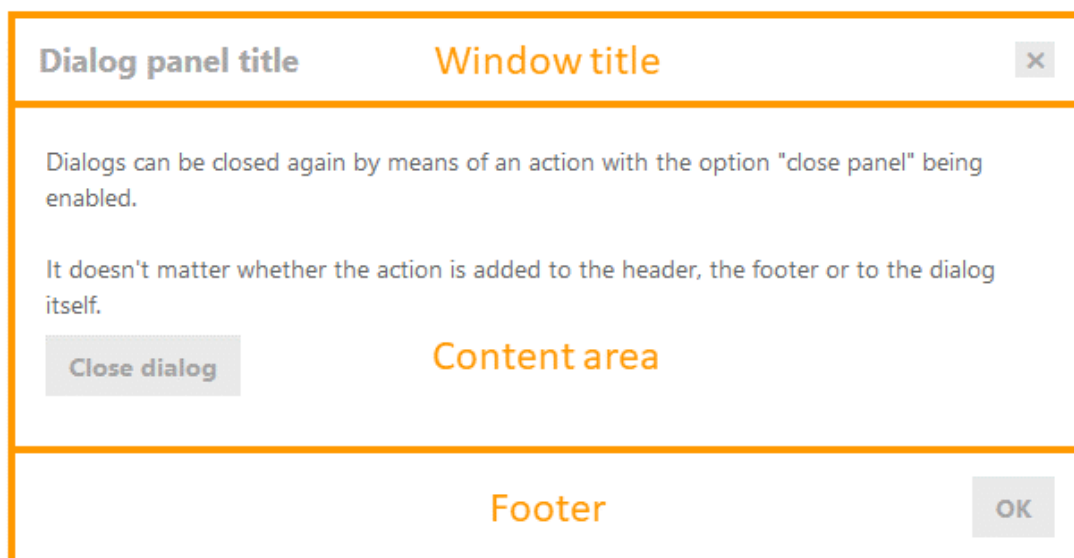 Dialog panel title Window title ×
Dialogs can be closed again by means of an action with the option "close panel" being
enabled.
It doesn't matter whether the action is added to the header, the footer or to the dialog
itself.
Close dialog
Content area
Footer
OK